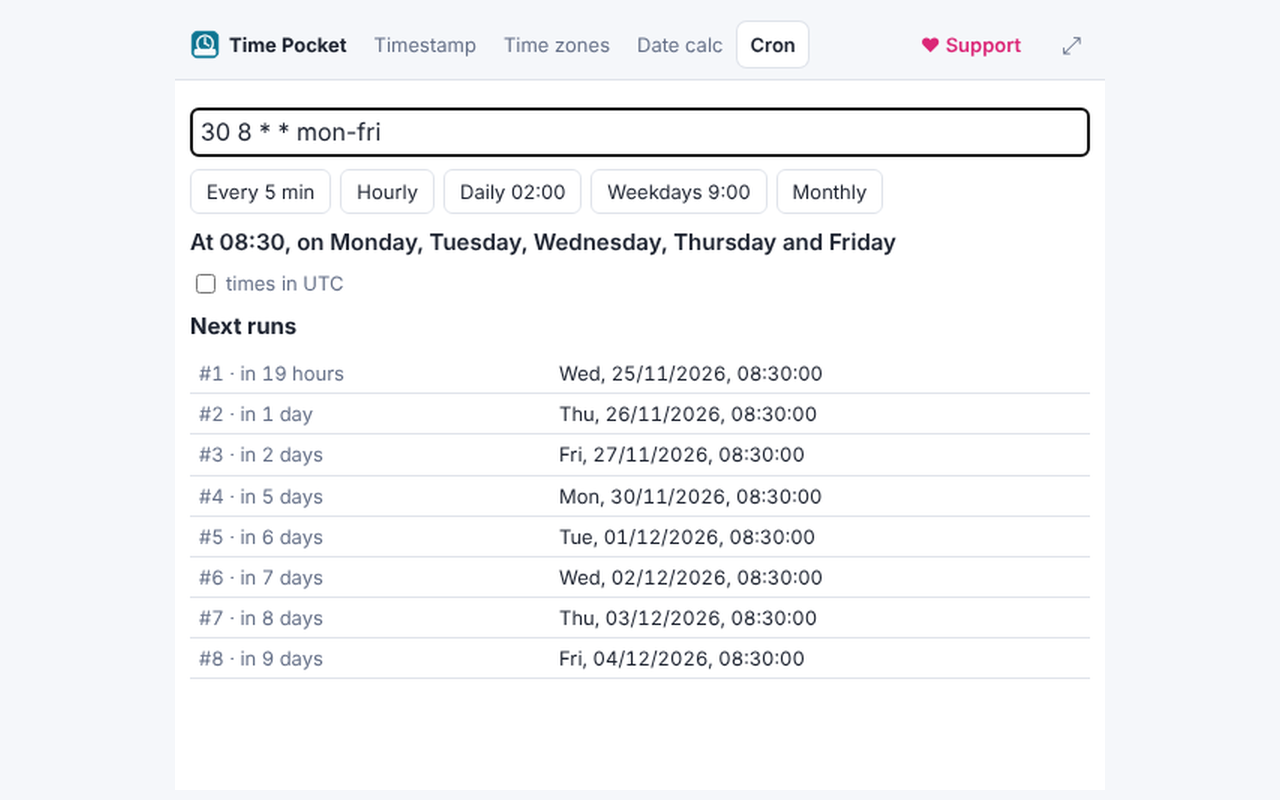 Time Pocket Timestamp Time zones Date calc Cron Support
30 8 * * mon-fri
Every 5 min Hourly Daily 02:00 Weekdays 9:00 Monthly
At 08:30, on Monday, Tuesday, Wednesday, Thursday and Friday
times in UTC
Next runs
#1 · in 19 hours Wed, 25/11/2026, 08:30:00
#2 · in 1 day Thu, 26/11/2026, 08:30:00
#3 · in 2 days Fri, 27/11/2026, 08:30:00
#4 · in 5 days Mon, 30/11/2026, 08:30:00
#5 · in 6 days Tue, 01/12/2026, 08:30:00
#6 · in 7 days Wed, 02/12/2026, 08:30:00
#7 · in 8 days Thu, 03/12/2026, 08:30:00
#8 · in 9 days Fri, 04/12/2026, 08:30:00